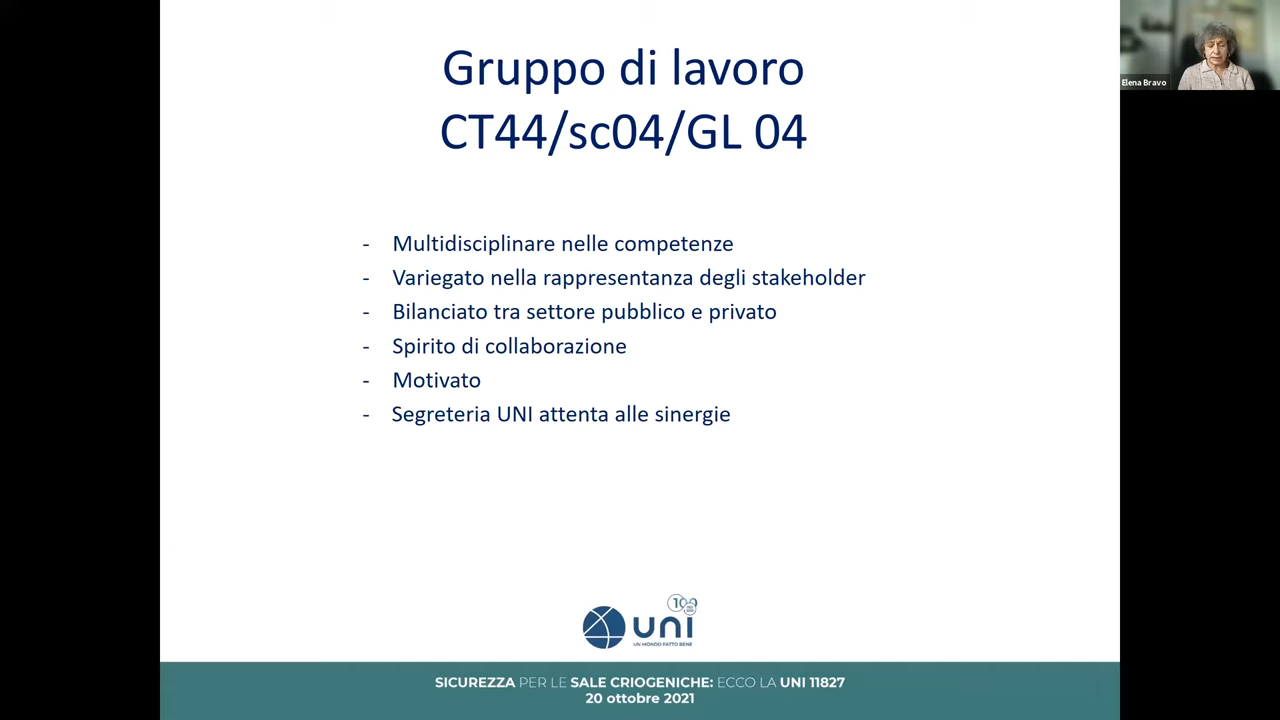 Gruppo di lavoro
CT44/sc04/GL 04
- Multidisciplinare nelle competenze
- Variegato nella rappresentanza degli stakeholder
- Bilanciato tra settore pubblico e privato
- Spirito di collaborazione
- Motivato
- Segreteria UNI attenta alle sinergie
Elena Bravo
100
uni
UN MONDO FATTO BENE
SICUREZZA PER LE SALE CRIOGENICHE: ECCO LA UNI 11827
20 ottobre 2021